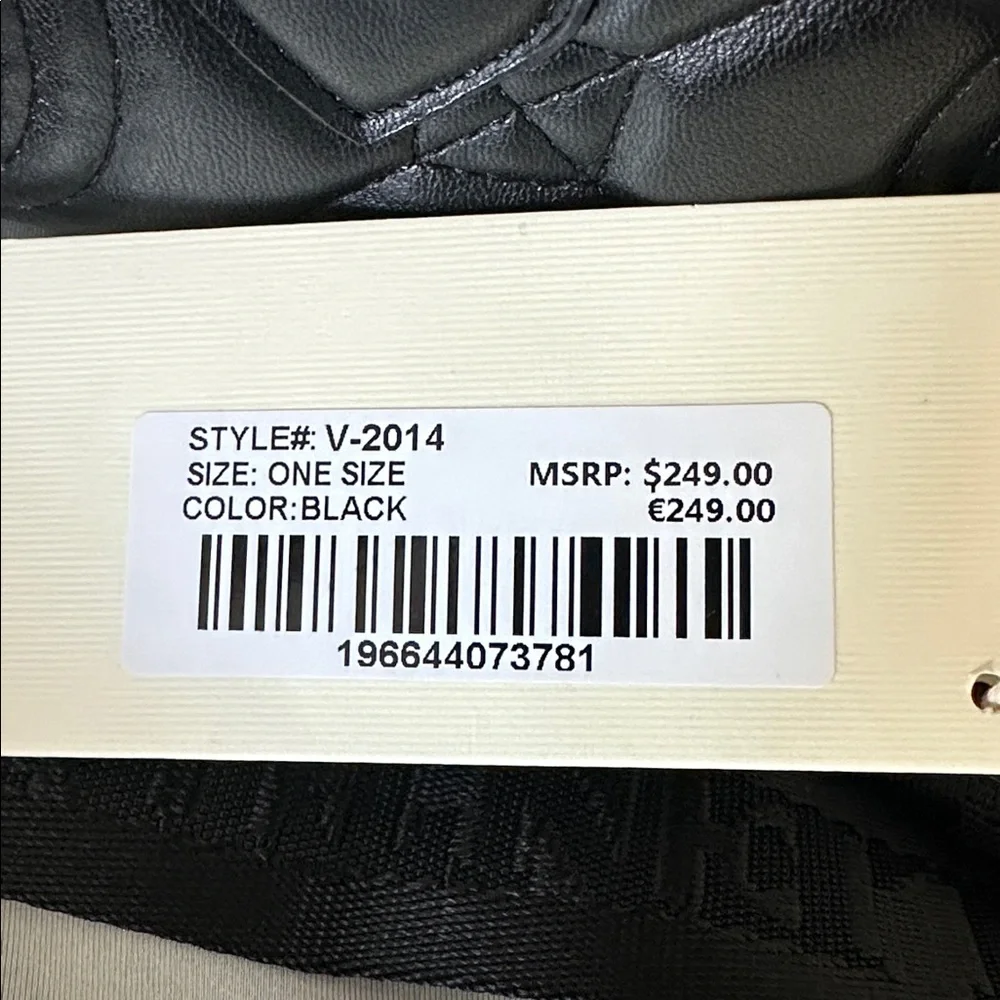 STYLE#: V-2014
SIZE: ONE SIZE MSRP: $249.00
COLOR:BLACK €249.00
196644073781